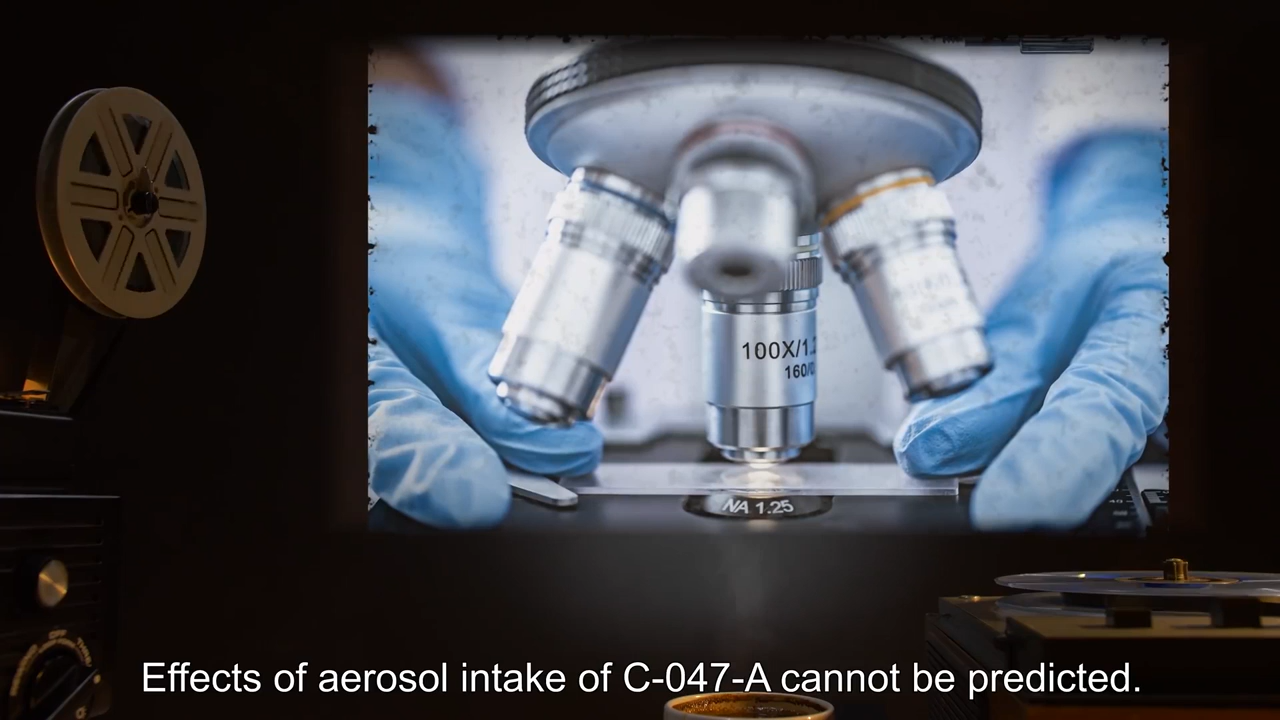 100X/1.2
160/0
NA 1.25
Effects of aerosol intake of C-047-A cannot be predicted.